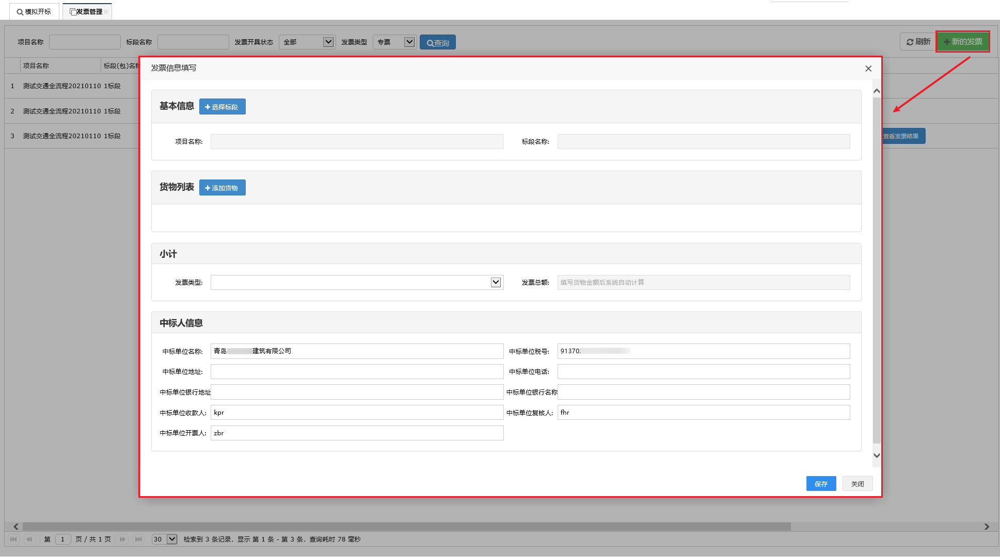 模拟开标 发票管理
项目名称 标段名称 发票开具状态 全部 发票类型 专票 查询 刷新 新的发票
项目名称 标段(包)名称
1 测试交通全流程20210110 1标段
2 测试交通全流程20210110 1标段
3 测试交通全流程20210110 1标段 查看发票结果
发票信息填写
基本信息 选择标段
项目名称: 标段名称:
货物列表 添加货物
小计
发票类型: 发票总额: 填写货物金额后系统自动计算
中标人信息
中标单位名称: 青岛 建筑有限公司 中标单位税号: 91370
中标单位地址: 中标单位电话:
中标单位银行地址 中标单位银行名称
中标单位收款人: kpr 中标单位复核人: fhr
中标单位开票人: zbr
保存 关闭
第 1 页 / 共 1 页 30 检索到 3 条记录, 显示 第 1 条 - 第 3 条, 查询耗时 78 毫秒